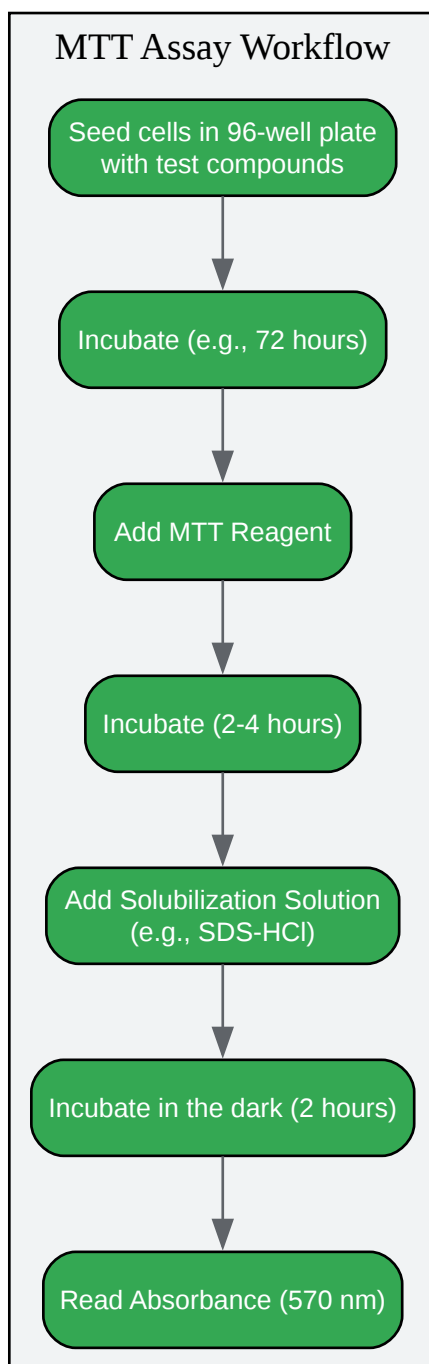 MTT Assay Workflow
Seed cells in 96-well plate
with test compounds
Incubate (e.g., 72 hours)
Add MTT Reagent
Incubate (2-4 hours)
Add Solubilization Solution
(e.g., SDS-HCl)
Incubate in the dark (2 hours)
Read Absorbance (570 nm)